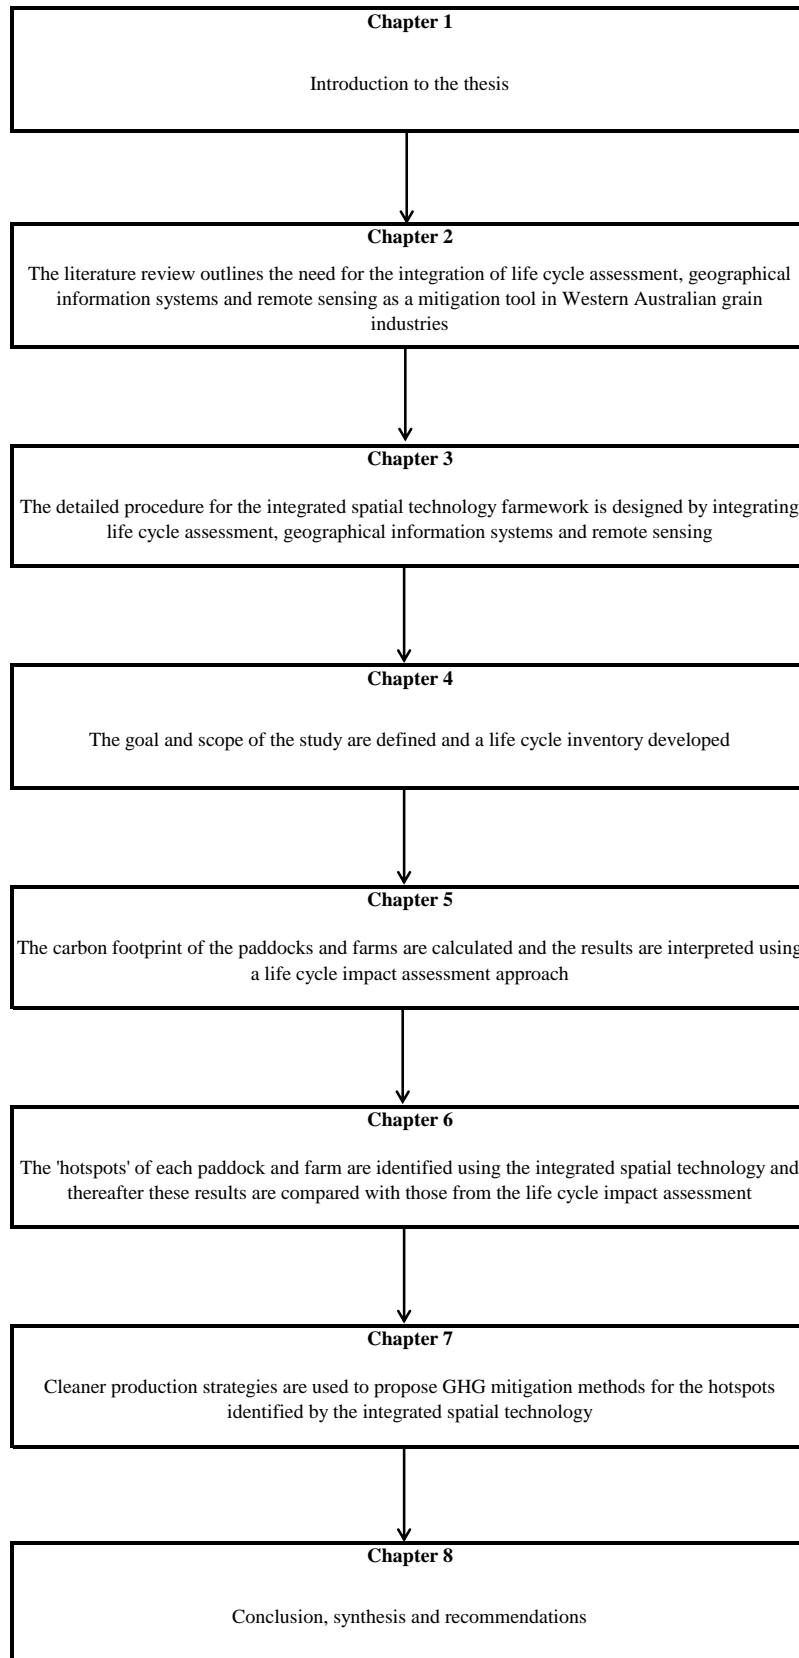 Chapter 1
Introduction to the thesis
Chapter 2
The literature review outlines the need for the integration of life cycle assessment, geographical
information systems and remote sensing as a mitigation tool in Western Australian grain
industries
Chapter 3
The detailed procedure for the integrated spatial technology farmework is designed by integrating
life cycle assessment, geographical information systems and remote sensing
Chapter 4
The goal and scope of the study are defined and a life cycle inventory developed
Chapter 5
The carbon footprint of the paddocks and farms are calculated and the results are interpreted using
a life cycle impact assessment approach
Chapter 6
The 'hotspots' of each paddock and farm are identified using the integrated spatial technology and
thereafter these results are compared with those from the life cycle impact assessment
Chapter 7
Cleaner production strategies are used to propose GHG mitigation methods for the hotspots
identified by the integrated spatial technology
Chapter 8
Conclusion, synthesis and recommendations